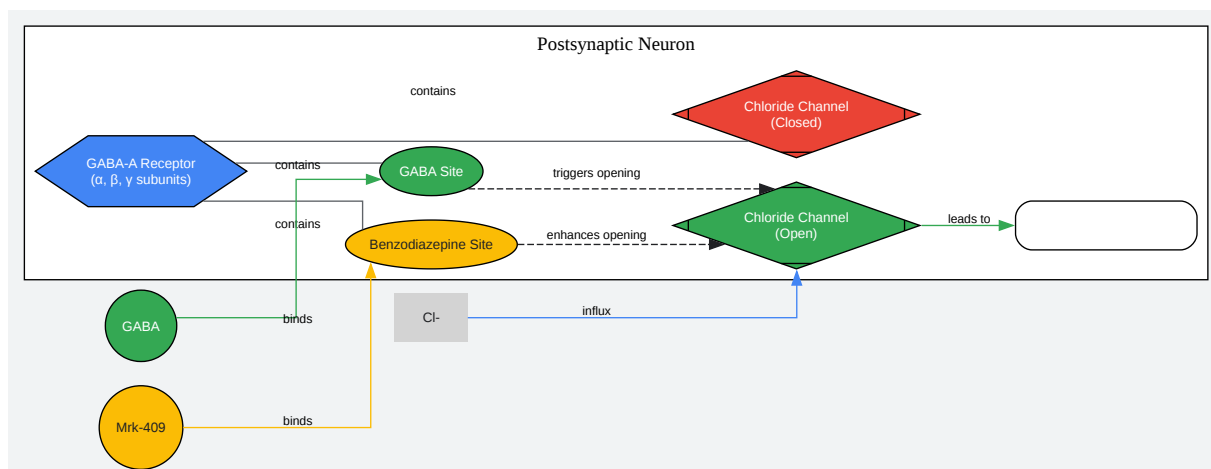 Postsynaptic Neuron
contains
Chloride Channel
(Closed)
GABA-A Receptor
(α, β, γ subunits)
contains
GABA Site
triggers opening
contains
Benzodiazepine Site
enhances opening
Chloride Channel
(Open)
leads to
GABA
binds
Cl-
influx
Mrk-409
binds